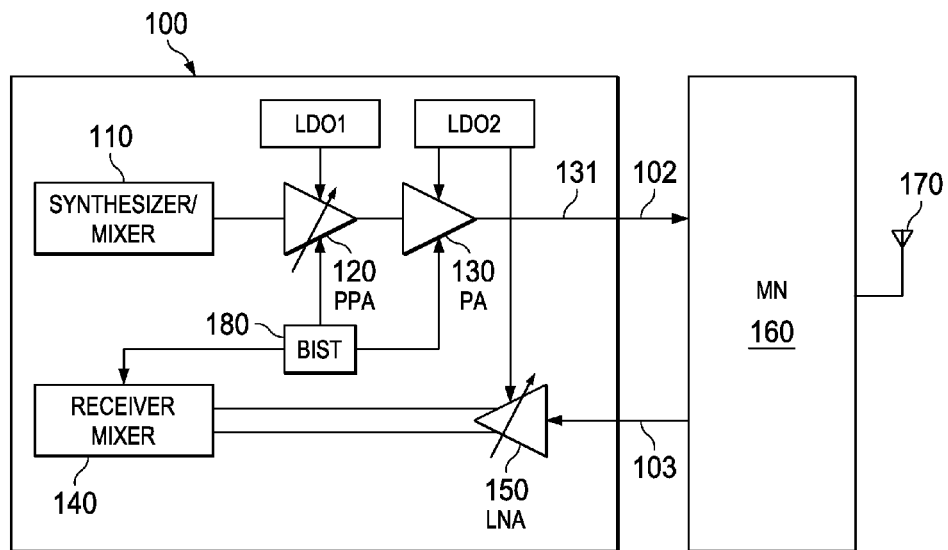 100
LDO1
LDO2
110
SYNTHESIZER/
MIXER
131
102
170
120
PPA
130
PA
MN
160
180
BIST
RECEIVER
MIXER
140
150
LNA
103